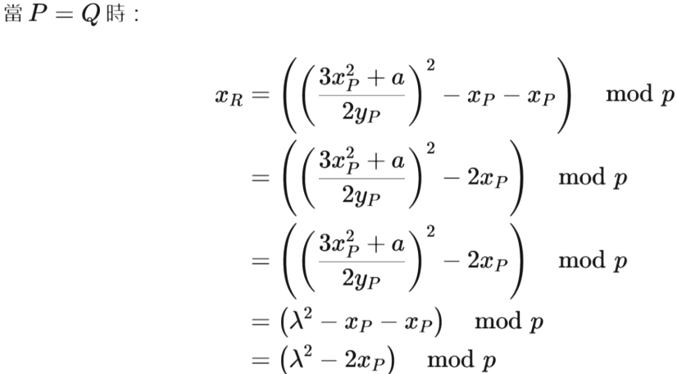 當 P = Q 時：
x_R = ( ( (3x_P^2 + a) / (2y_P) )^2 − x_P − x_P ) mod p
= ( ( (3x_P^2 + a) / (2y_P) )^2 − 2x_P ) mod p
= ( ( (3x_P^2 + a) / (2y_P) )^2 − 2x_P ) mod p
= (λ^2 − x_P − x_P) mod p
= (λ^2 − 2x_P) mod p